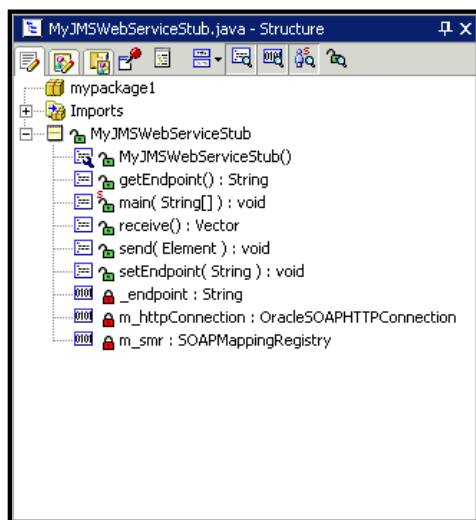 MyJMSWebServiceStub.java - Structure
mypackage1
Imports
MyJMSWebServiceStub
MyJMSWebServiceStub()
getEndpoint() : String
main( String[] ) : void
receive() : Vector
send( Element ) : void
setEndpoint( String ) : void
_endpoint : String
m_httpConnection : OracleSOAPHTTPConnection
m_smr : SOAPMappingRegistry